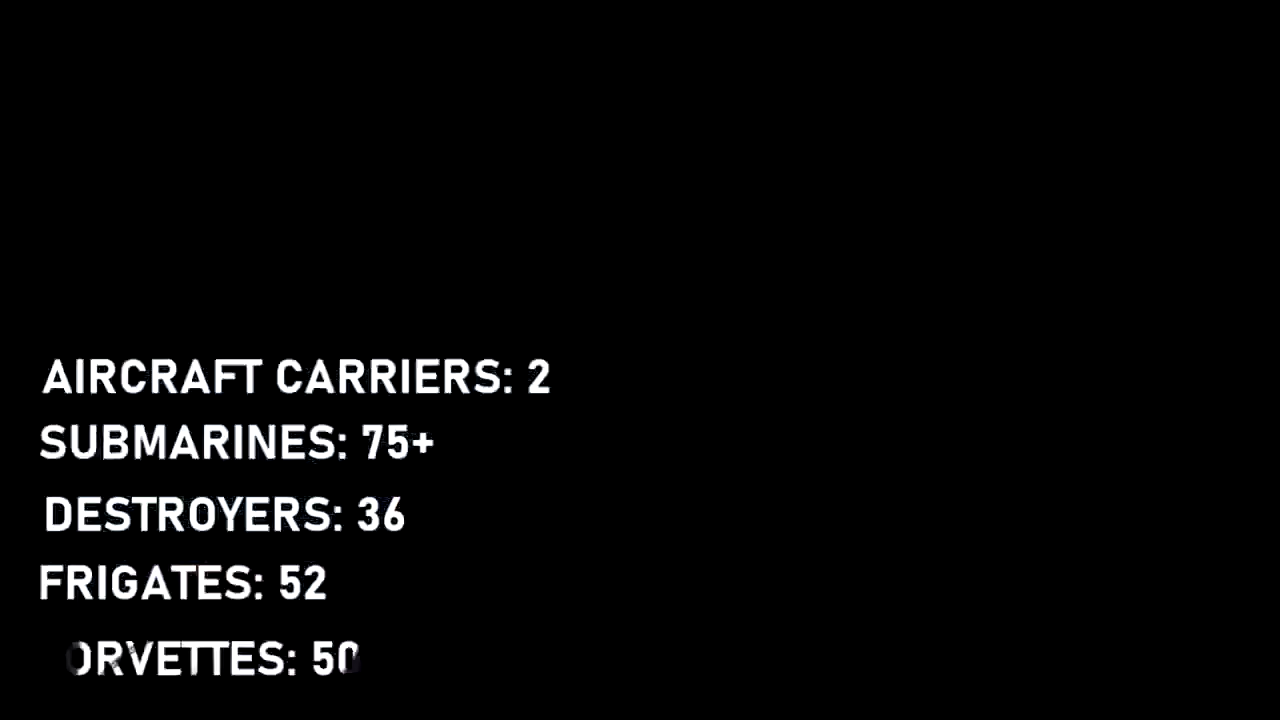 AIRCRAFT CARRIERS: 2
SUBMARINES: 75+
DESTROYERS: 36
FRIGATES: 52
ORVETTES: 50